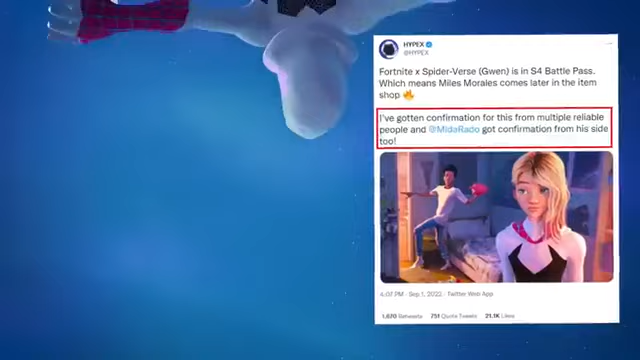 HYPEX
@HYPEX
Fortnite x Spider-Verse (Gwen) is in S4 Battle Pass.
Which means Miles Morales comes later in the item
shop 🔥
I've gotten confirmation for this from multiple reliable
people and @MidaRado got confirmation from his side
too!
4:07 PM · Sep 1, 2022 · Twitter Web App
1,670 Retweets 751 Quote Tweets 21.1K Likes